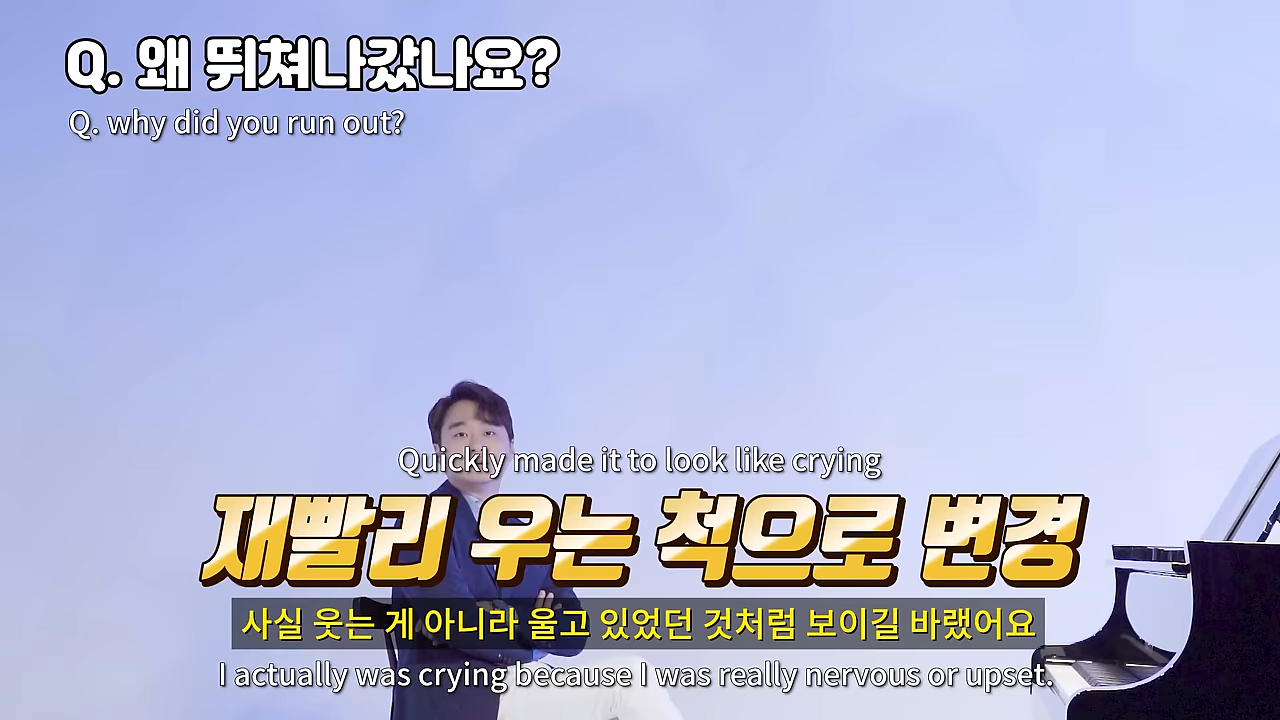 Q. 왜 뛰쳐나갔나요?
Q. why did you run out?
Quickly made it to look like crying
재빨리 우는 척으로 변경
사실 웃는 게 아니라 울고 있었던 것처럼 보이길 바랬어요
I actually was crying because I was really nervous or upset.